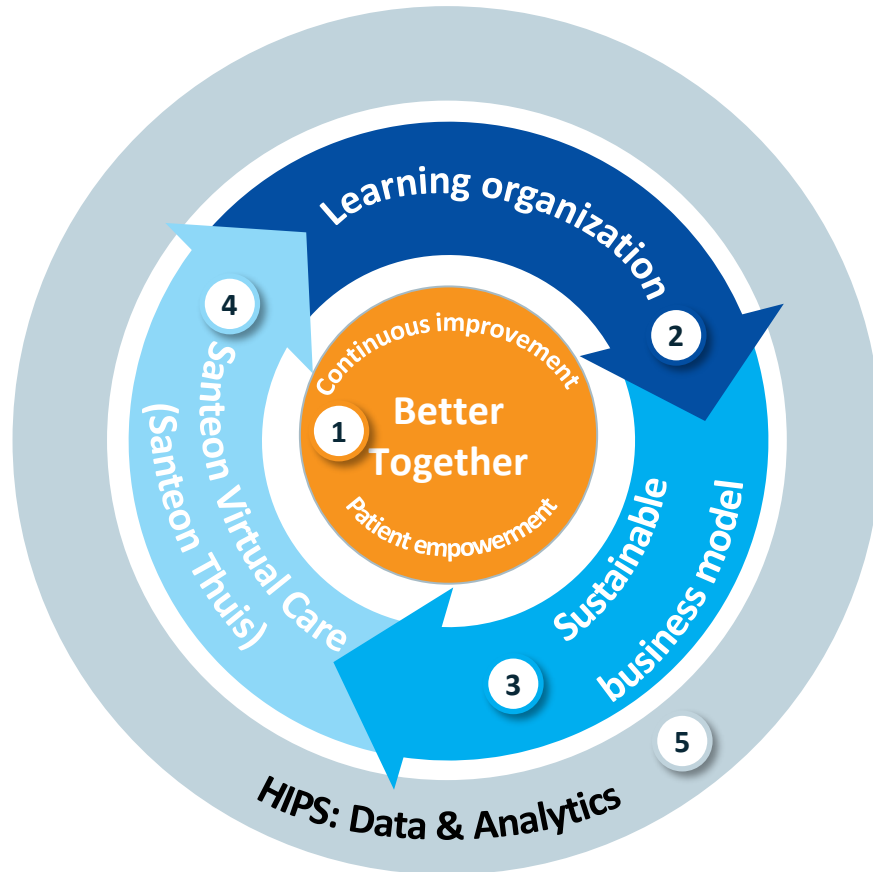 Learning organization
2
4
Continuous improvement
1
Better
Together
Patient empowerment
Santeon Virtual Care
(Santeon Thuis)
Sustainable
business model
3
5
HIPS: Data & Analytics